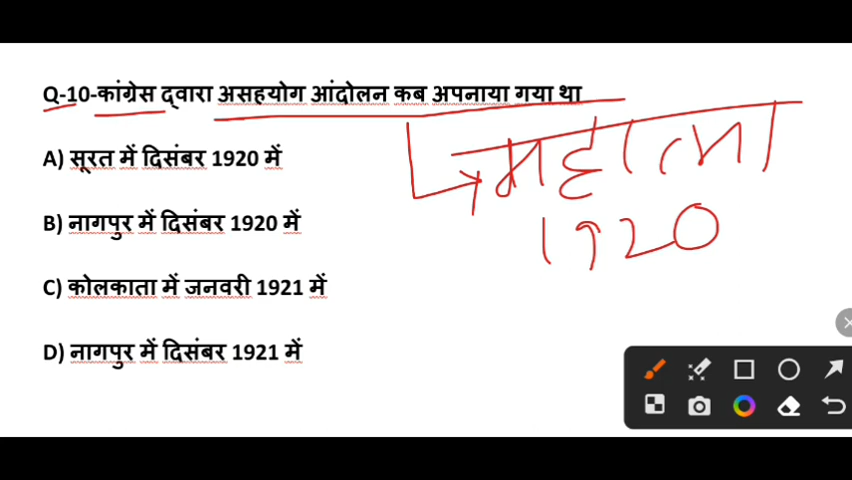 Q-10-कांग्रेस द्वारा असहयोग आंदोलन कब अपनाया गया था
A) सूरत में दिसंबर 1920 में
महात्मा
B) नागपुर में दिसंबर 1920 में
1920
C) कोलकाता में जनवरी 1921 में
D) नागपुर में दिसंबर 1921 में